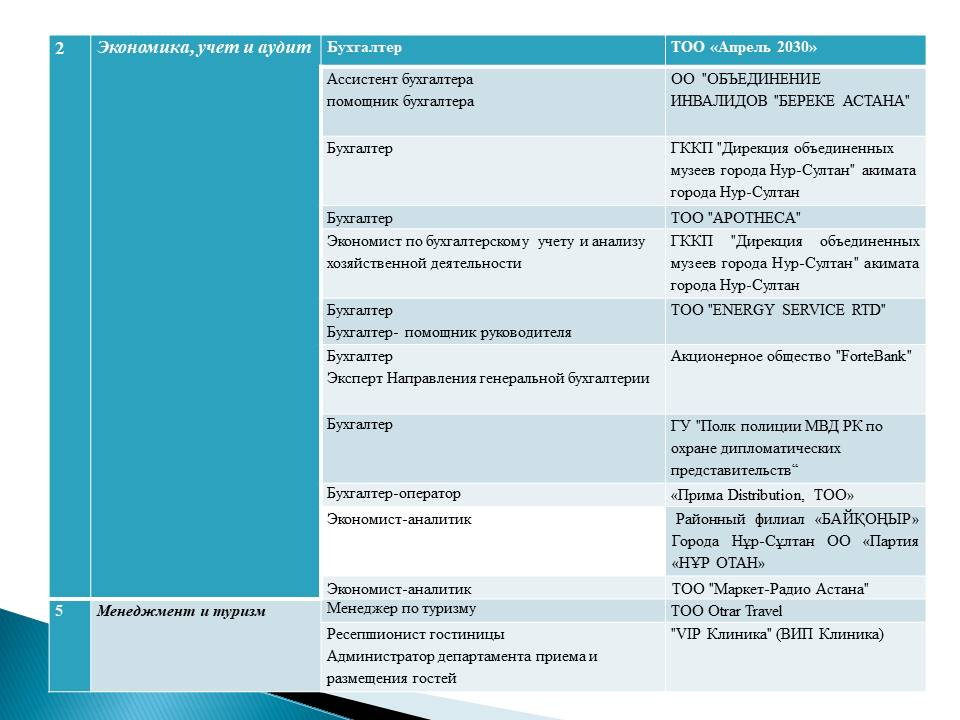 2 Экономика, учет и аудит Бухгалтер ТОО «Апрель 2030»
Ассистент бухгалтера
помощник бухгалтера
ОО "ОБЪЕДИНЕНИЕ
ИНВАЛИДОВ "БЕРЕКЕ АСТАНА"
Бухгалтер
ГККП "Дирекция объединенных
музеев города Нур-Султан" акимата
города Нур-Султан
Бухгалтер ТОО "APOTHECA"
Экономист по бухгалтерскому учету и анализу
хозяйственной деятельности
ГККП "Дирекция объединенных
музеев города Нур-Султан" акимата
города Нур-Султан
Бухгалтер
Бухгалтер- помощник руководителя
ТОО "ENERGY SERVICE RTD"
Бухгалтер
Эксперт Направления генеральной бухгалтерии
Акционерное общество "ForteBank"
Бухгалтер
ГУ "Полк полиции МВД РК по
охране дипломатических
представительств“
Бухгалтер-оператор «Прима Distribution, ТОО»
Экономист-аналитик
Районный филиал «БАЙҚОҢЫР»
Города Нұр-Сұлтан ОО «Партия
«НҰР ОТАН»
Экономист-аналитик ТОО "Маркет-Радио Астана"
5 Менеджмент и туризм Менеджер по туризму ТОО Otrar Travel
Ресепшионист гостиницы
Администратор департамента приема и
размещения гостей
"VIP Клиника" (ВИП Клиника)